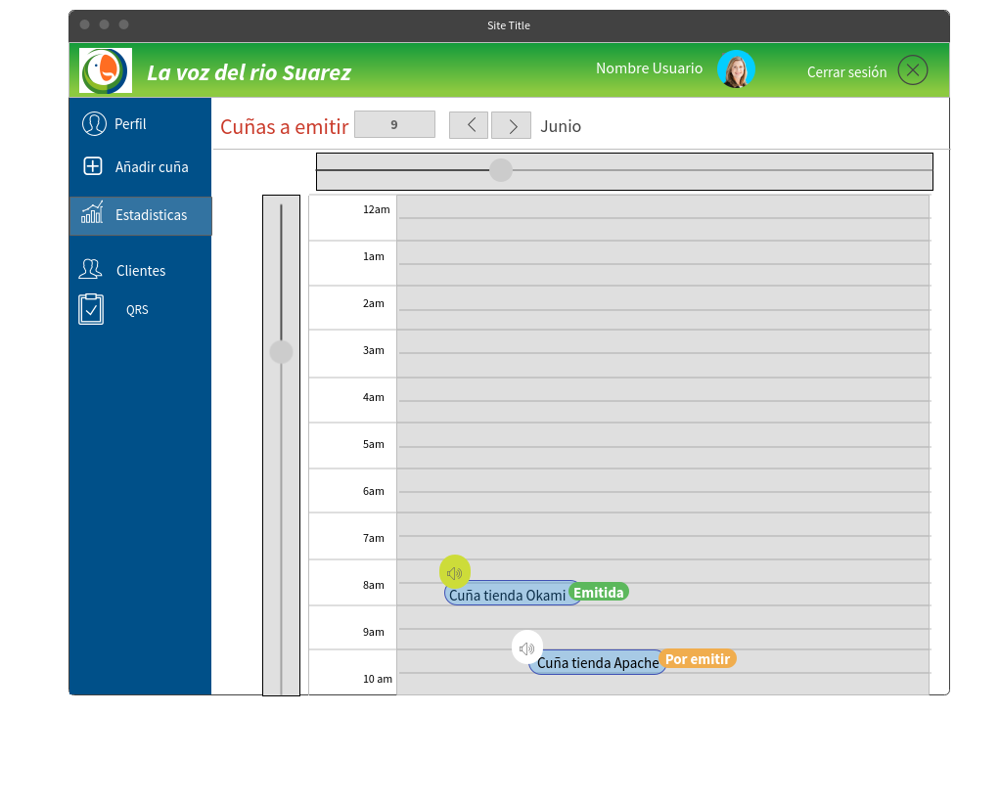 Site Title
La voz del rio Suarez
Nombre Usuario
Cerrar sesión
Perfil
Añadir cuña
Estadisticas
Clientes
QRS
Cuñas a emitir
9
Junio
12am
1am
2am
3am
4am
5am
6am
7am
8am
Cuña tienda Okami Emitida
9am
Cuña tienda Apache Por emitir
10 am